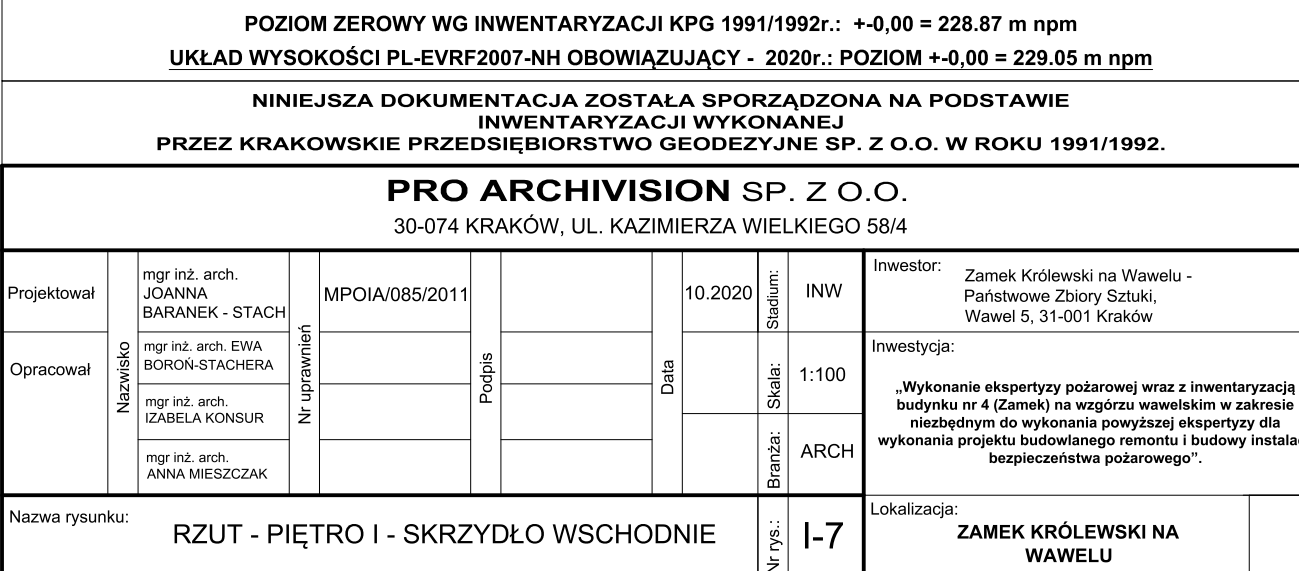 POZIOM ZEROWY WG INWENTARYZACJI KPG 1991/1992r.: +-0,00 = 228.87 m npm
UKŁAD WYSOKOŚCI PL-EVRF2007-NH OBOWIĄZUJĄCY - 2020r.: POZIOM +-0,00 = 229.05 m npm
NINIEJSZA DOKUMENTACJA ZOSTAŁA SPORZĄDZONA NA PODSTAWIE
INWENTARYZACJI WYKONANEJ
PRZEZ KRAKOWSKIE PRZEDSIĘBIORSTWO GEODEZYJNE SP. Z O.O. W ROKU 1991/1992.
PRO ARCHIVISION SP. Z O.O.
30-074 KRAKÓW, UL. KAZIMIERZA WIELKIEGO 58/4
Projektował
Nazwisko
mgr inż. arch.
JOANNA
BARANEK - STACH
Nr uprawnień
MPOIA/085/2011
Podpis
Data
10.2020
Stadium:
INW
Inwestor:
Zamek Królewski na Wawelu -
Państwowe Zbiory Sztuki,
Wawel 5, 31-001 Kraków
Opracował
mgr inż. arch. EWA
BOROŃ-STACHERA
mgr inż. arch.
IZABELA KONSUR
mgr inż. arch.
ANNA MIESZCZAK
Skala:
1:100
Branża:
ARCH
Inwestycja:
„Wykonanie ekspertyzy pożarowej wraz z inwentaryzacją
budynku nr 4 (Zamek) na wzgórzu wawelskim w zakresie
niezbędnym do wykonania powyższej ekspertyzy dla
wykonania projektu budowlanego remontu i budowy
bezpieczeństwa pożarowego”.
Nazwa rysunku:
RZUT - PIĘTRO I - SKRZYDŁO WSCHODNIE
Nr rys.:
I-7
Lokalizacja:
ZAMEK KRÓLEWSKI NA
WAWELU